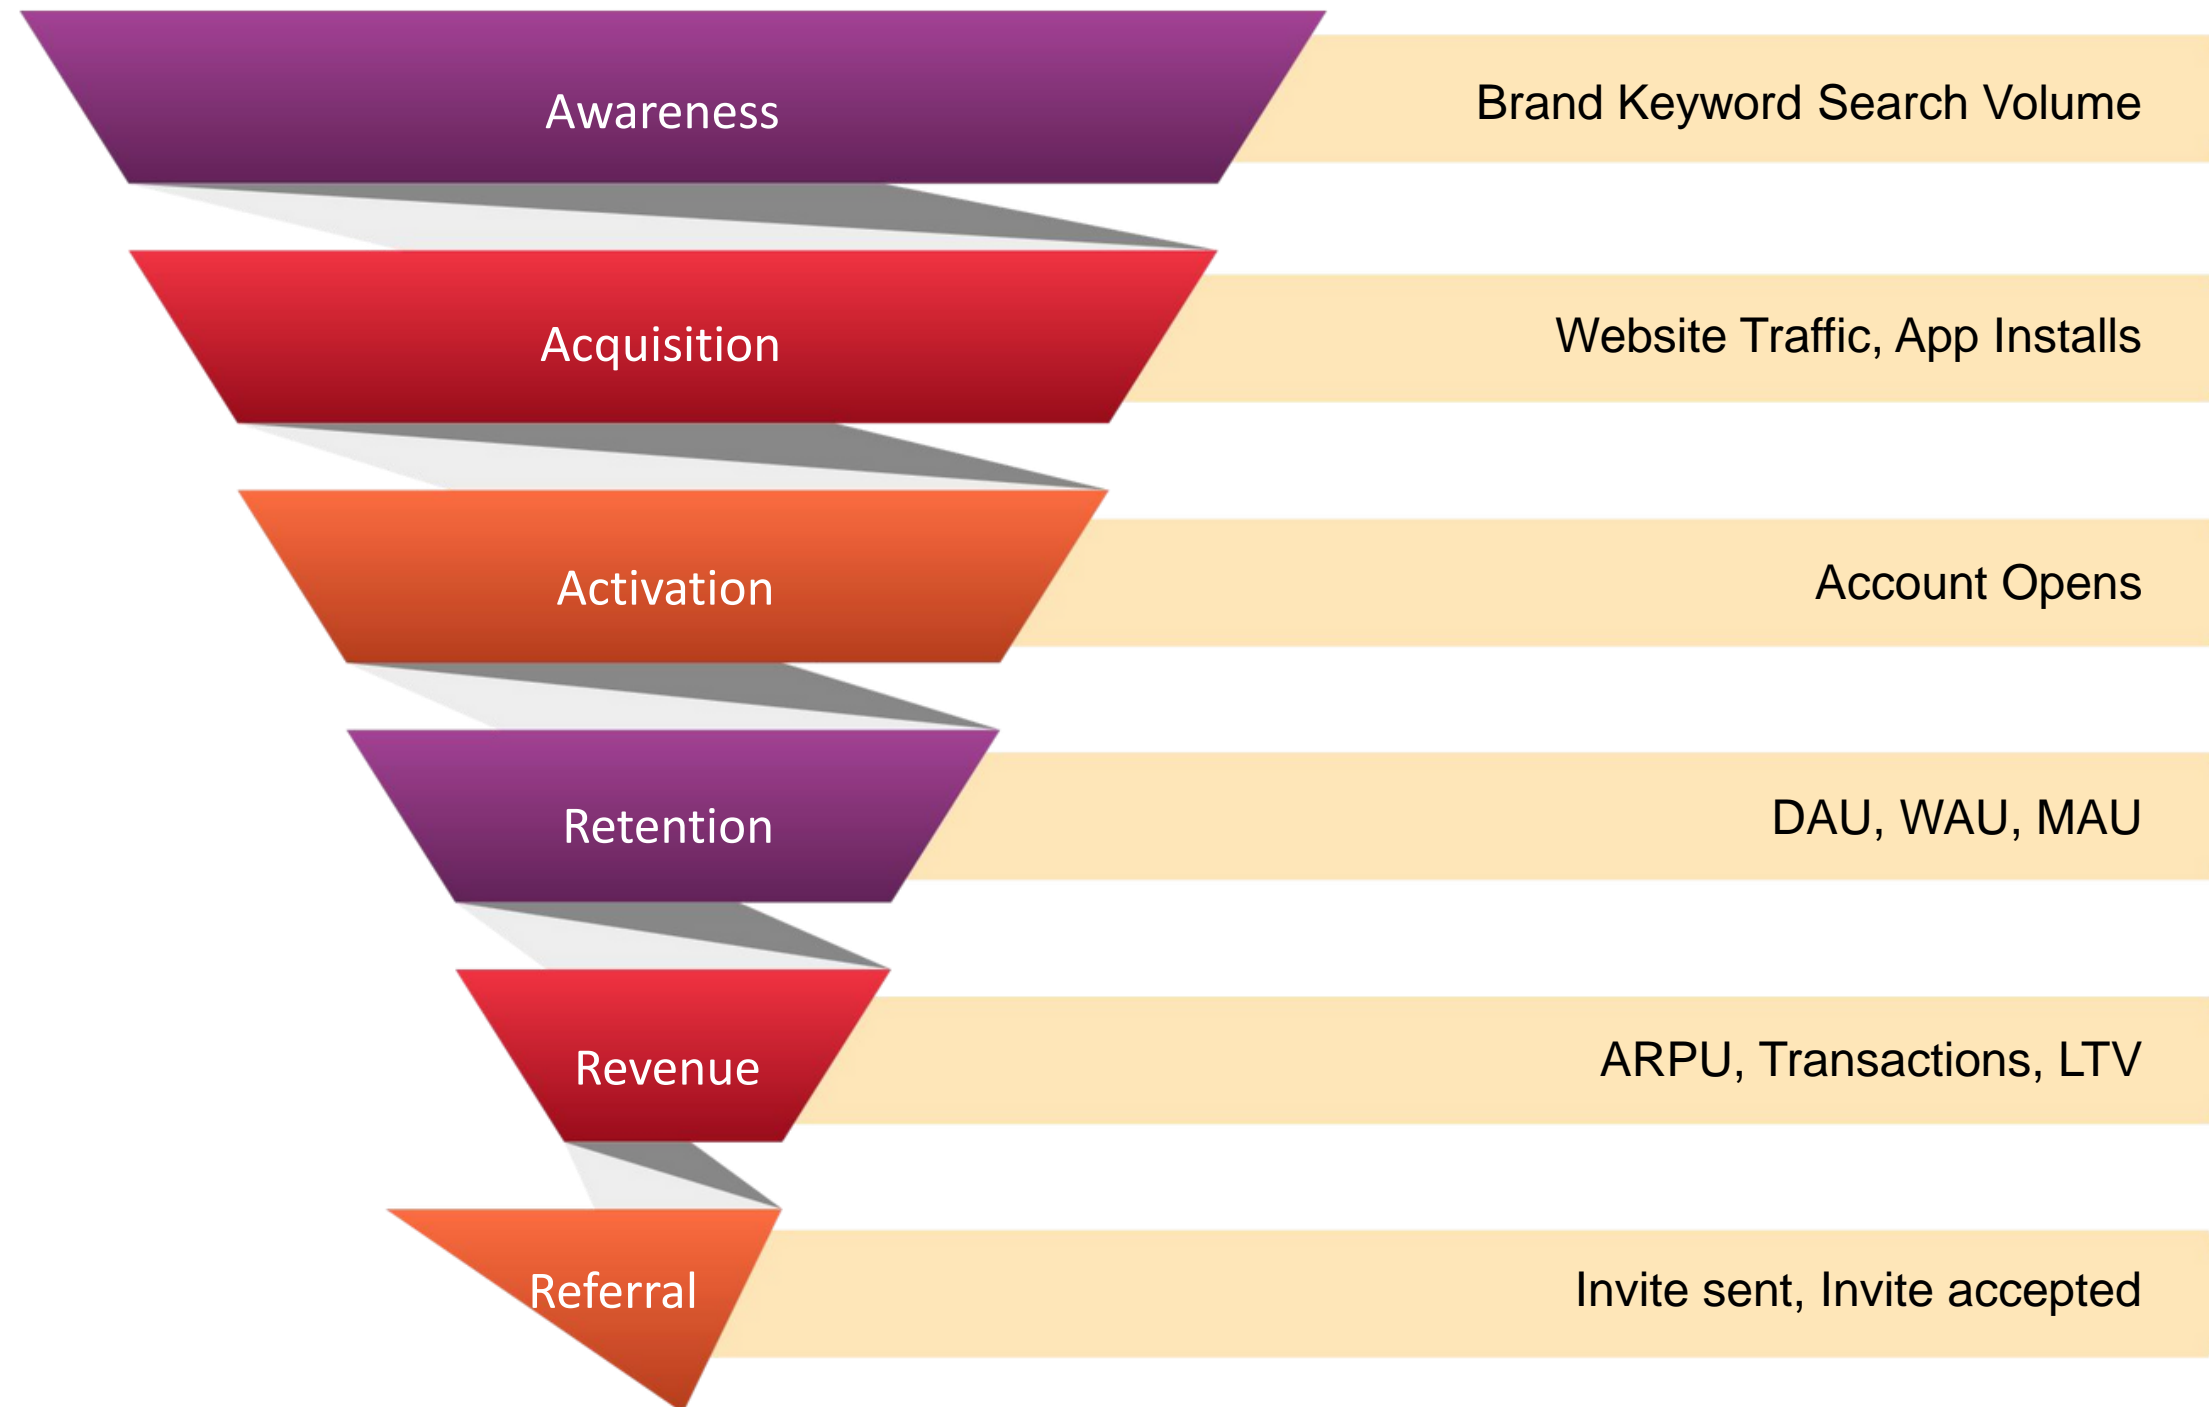 Awareness
Brand Keyword Search Volume
Acquisition
Website Traffic, App Installs
Activation
Account Opens
Retention
DAU, WAU, MAU
Revenue
ARPU, Transactions, LTV
Referral
Invite sent, Invite accepted